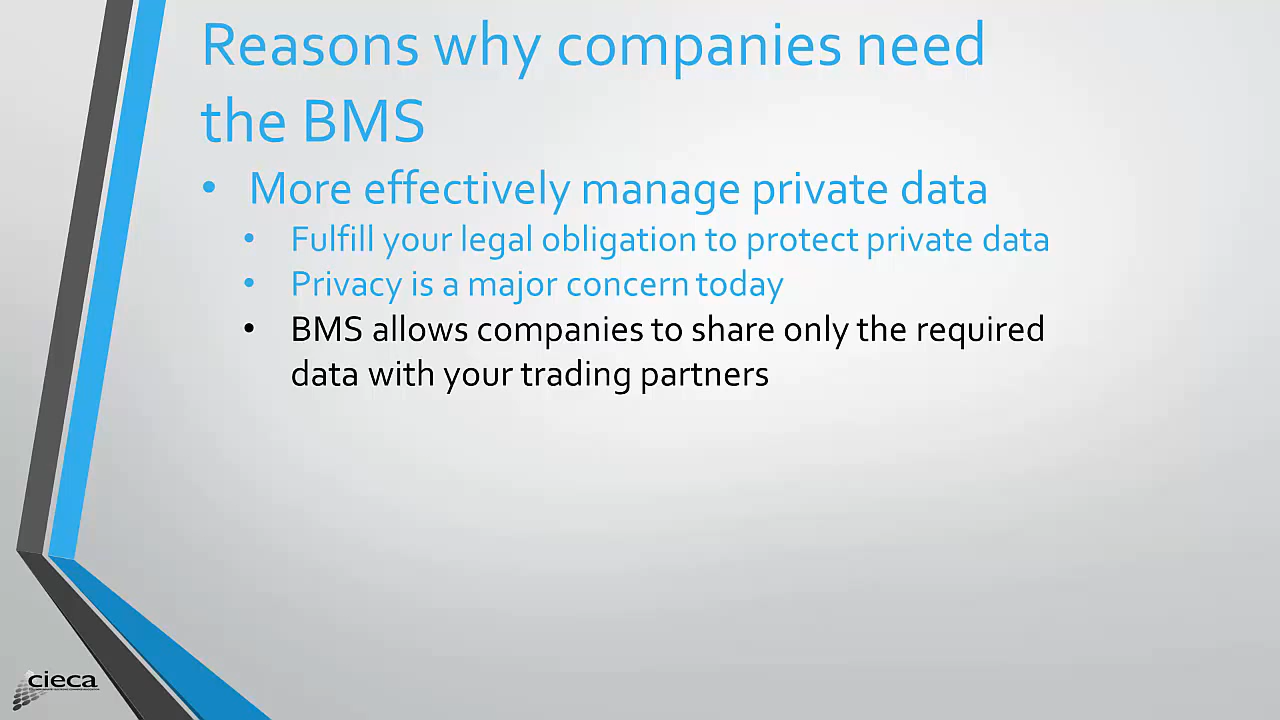 Reasons why companies need
the BMS
• More effectively manage private data
• Fulfill your legal obligation to protect private data
• Privacy is a major concern today
• BMS allows companies to share only the required
data with your trading partners
cieca